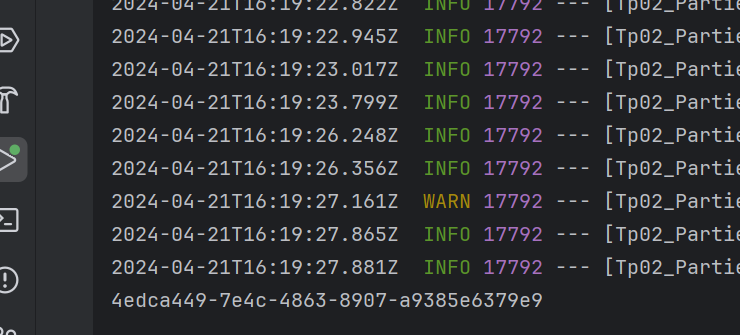 2024-04-21T16:19:22.822Z  INFO 17792 --- [Tp02_Partie
2024-04-21T16:19:22.945Z  INFO 17792 --- [Tp02_Partie
2024-04-21T16:19:23.017Z  INFO 17792 --- [Tp02_Partie
2024-04-21T16:19:23.799Z  INFO 17792 --- [Tp02_Partie
2024-04-21T16:19:26.248Z  INFO 17792 --- [Tp02_Partie
2024-04-21T16:19:26.356Z  INFO 17792 --- [Tp02_Partie
2024-04-21T16:19:27.161Z  WARN 17792 --- [Tp02_Partie
2024-04-21T16:19:27.865Z  INFO 17792 --- [Tp02_Partie
2024-04-21T16:19:27.881Z  INFO 17792 --- [Tp02_Partie
4edca449-7e4c-4863-8907-a9385e6379e9